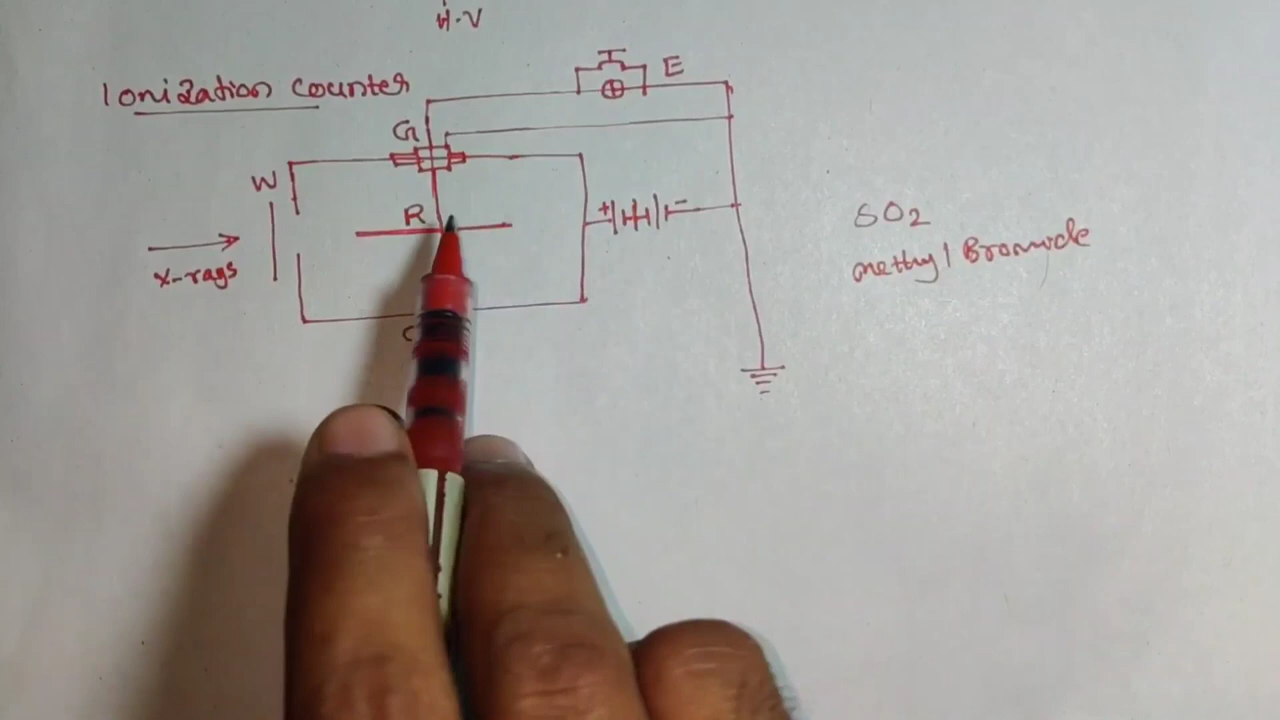 H.V
Ionization counter
E
G
W
R
+
-
x-rays
SO2
methyl Bromide
C